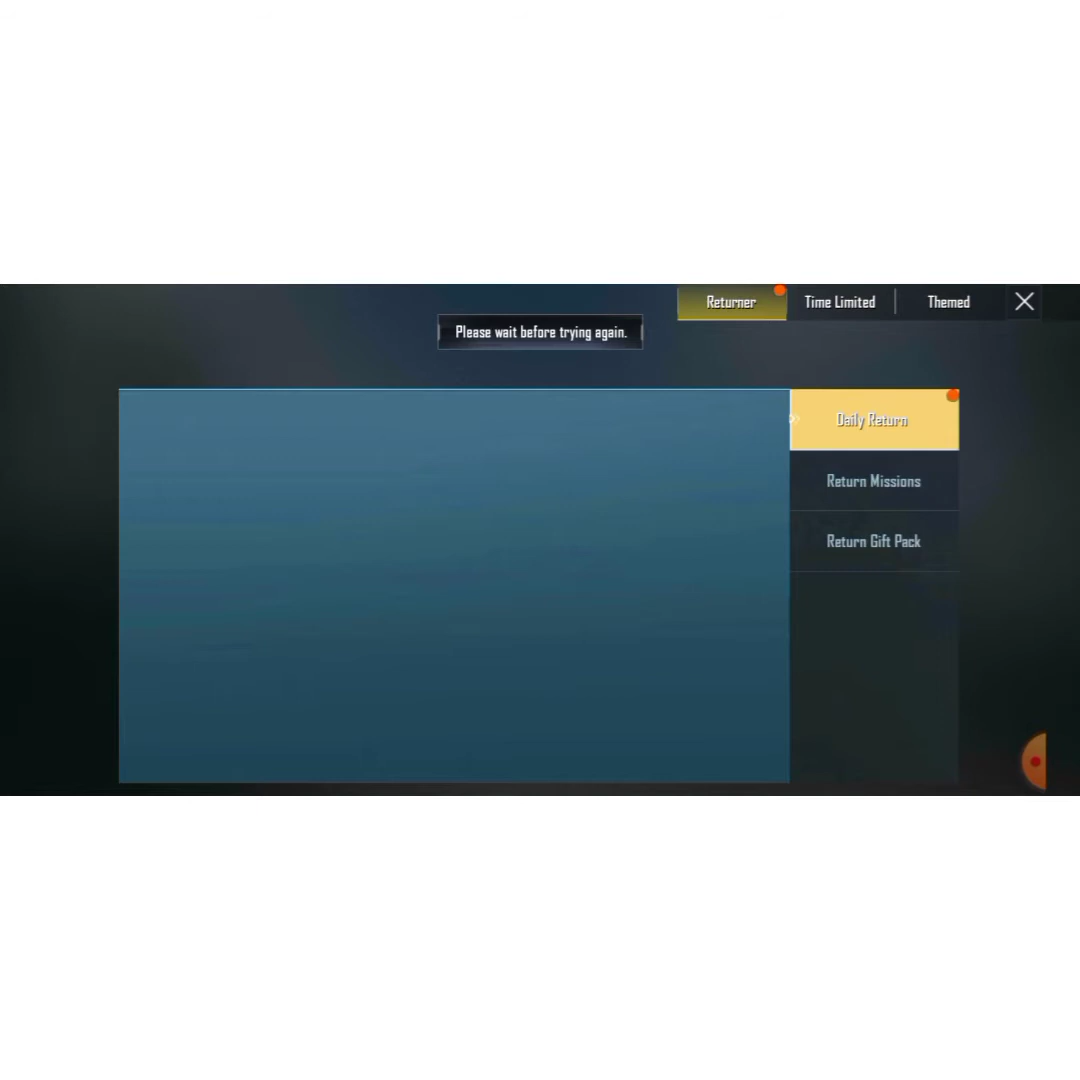 Returner
Time Limited
Themed
Please wait before trying again.
Daily Return
Return Missions
Return Gift Pack